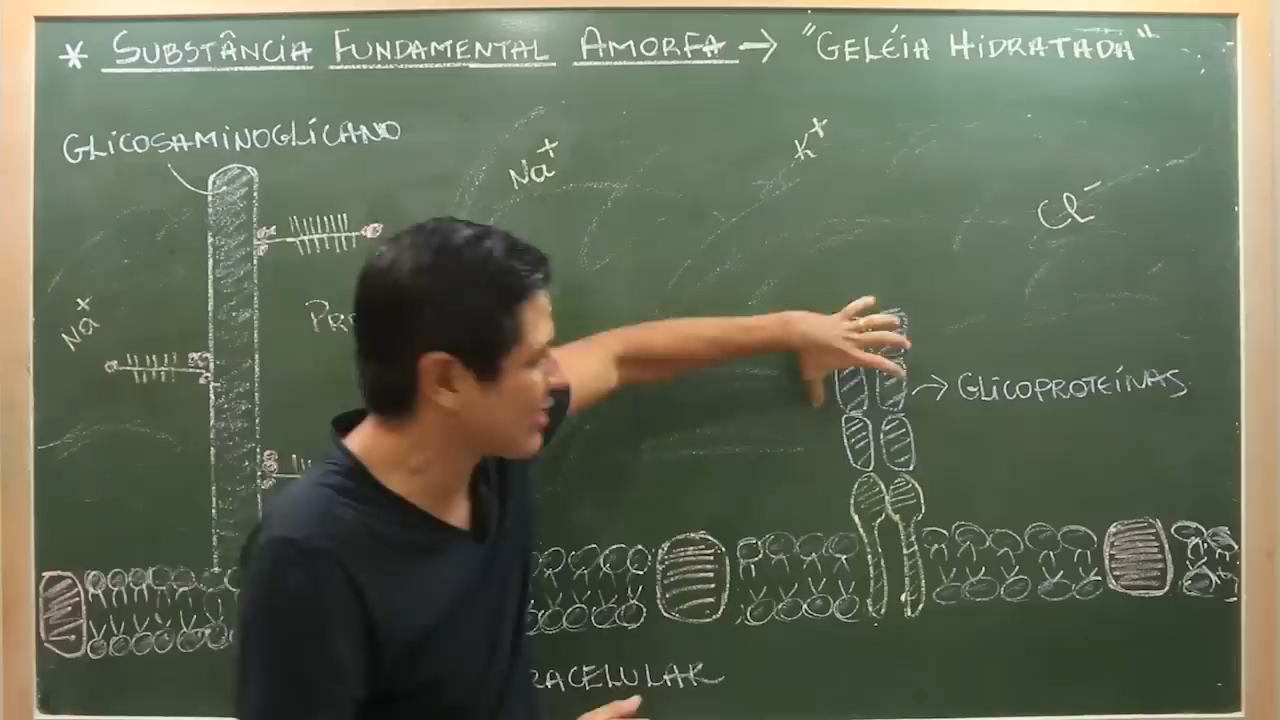 * SUBSTÂNCIA FUNDAMENTAL AMORFA → "GELÉIA HIDRATADA"
GLICOSAMINOGLICANO
Na+
K+
Cl-
Na+
→ GLICOPROTEÍNAS